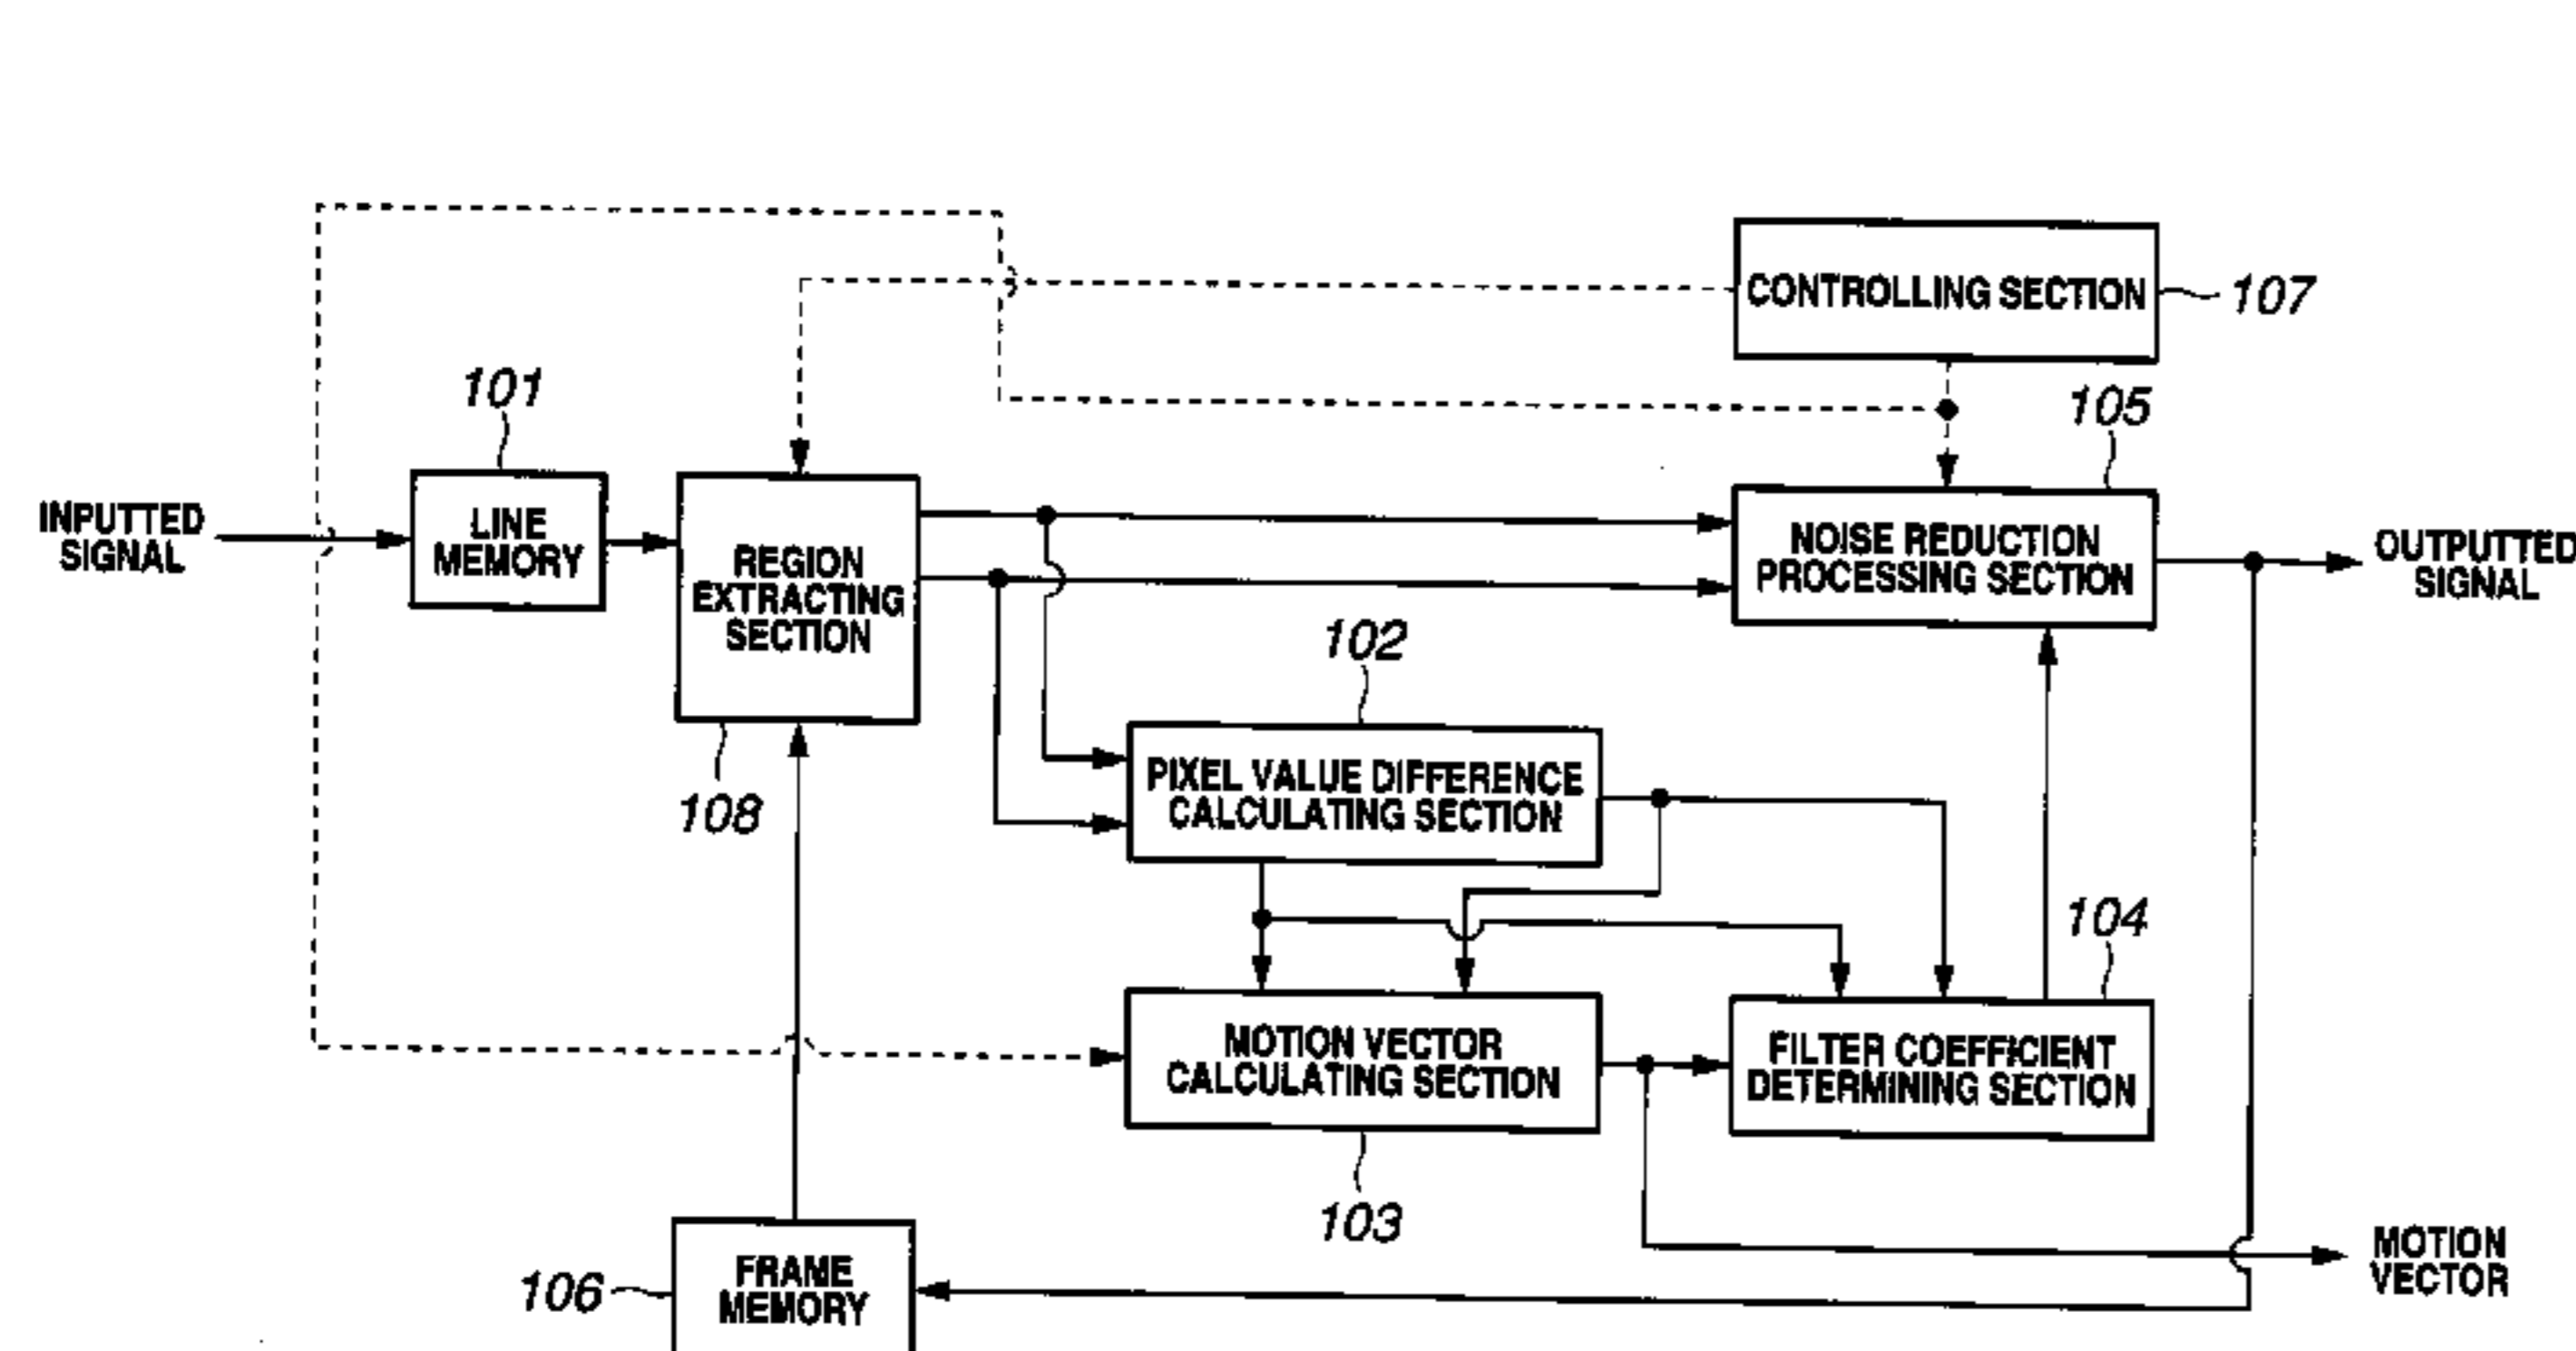 CONTROLLING SECTION
107
101
105
INPUTTED
SIGNAL
LINE
MEMORY
REGION
EXTRACTING
SECTION
NOISE REDUCTION
PROCESSING SECTION
OUTPUTTED
SIGNAL
102
108
PIXEL VALUE DIFFERENCE
CALCULATING SECTION
104
MOTION VECTOR
CALCULATING SECTION
FILTER COEFFICIENT
DETERMINING SECTION
103
106
FRAME
MEMORY
MOTION
VECTOR